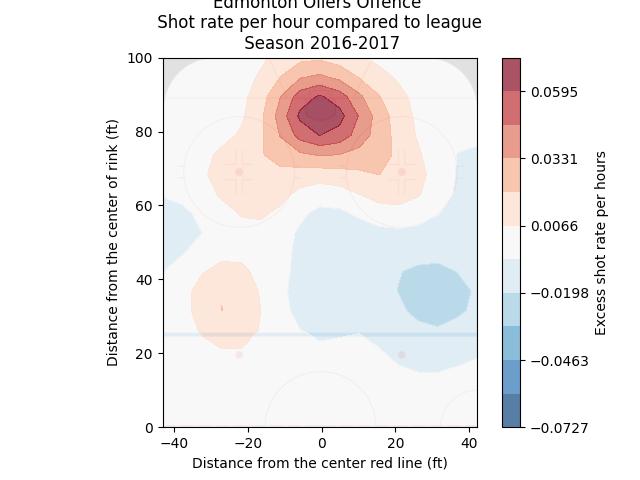 Edmonton Oilers Offence
Shot rate per hour compared to league
Season 2016-2017
100
80
60
40
20
0
Distance from the center of rink (ft)
−40
−20
0
20
40
Distance from the center red line (ft)
0.0595
0.0331
0.0066
−0.0198
−0.0463
−0.0727
Excess shot rate per hours